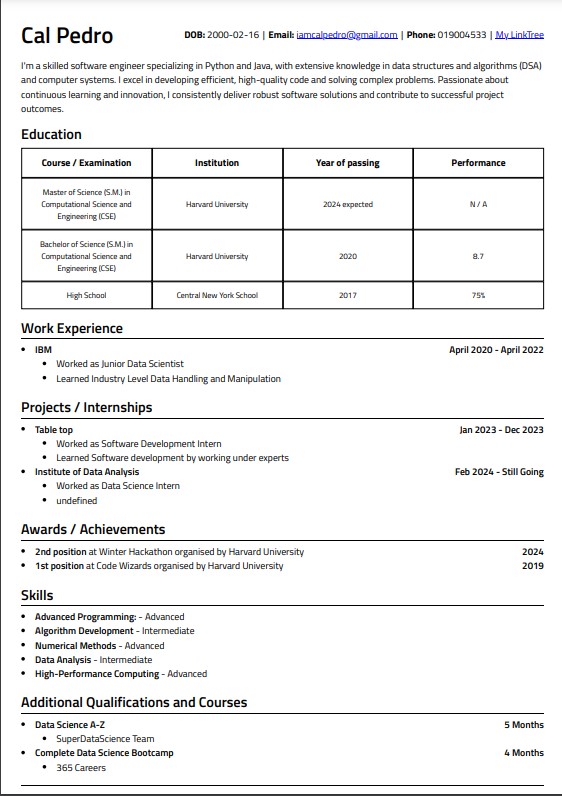 Cal Pedro
DOB: 2000-02-16 | Email: iamcalpedro@gmail.com | Phone: 019004533 | My LinkTree
I'm a skilled software engineer specializing in Python and Java, with extensive knowledge in data structures and algorithms (DSA)
and computer systems. I excel in developing efficient, high-quality code and solving complex problems. Passionate about
continuous learning and innovation, I consistently deliver robust software solutions and contribute to successful project
outcomes.
Education
Course / Examination Institution Year of passing Performance
Master of Science (S.M.) in
Computational Science and
Engineering (CSE)
Harvard University
2024 expected
N / A
Bachelor of Science (S.M.) in
Computational Science and
Engineering (CSE)
Harvard University
2020
8.7
High School Central New York School 2017 75%
Work Experience
• IBM April 2020 - April 2022
• Worked as Junior Data Scientist
• Learned Industry Level Data Handling and Manipulation
Projects / Internships
• Table top Jan 2023 - Dec 2023
• Worked as Software Development Intern
• Learned Software development by working under experts
• Institute of Data Analysis Feb 2024 - Still Going
• Worked as Data Science Intern
• undefined
Awards / Achievements
• 2nd position at Winter Hackathon organised by Harvard University 2024
• 1st position at Code Wizards organised by Harvard University 2019
Skills
• Advanced Programming: - Advanced
• Algorithm Development - Intermediate
• Numerical Methods - Advanced
• Data Analysis - Intermediate
• High-Performance Computing - Advanced
Additional Qualifications and Courses
• Data Science A-Z 5 Months
• SuperDataScience Team
• Complete Data Science Bootcamp 4 Months
• 365 Careers